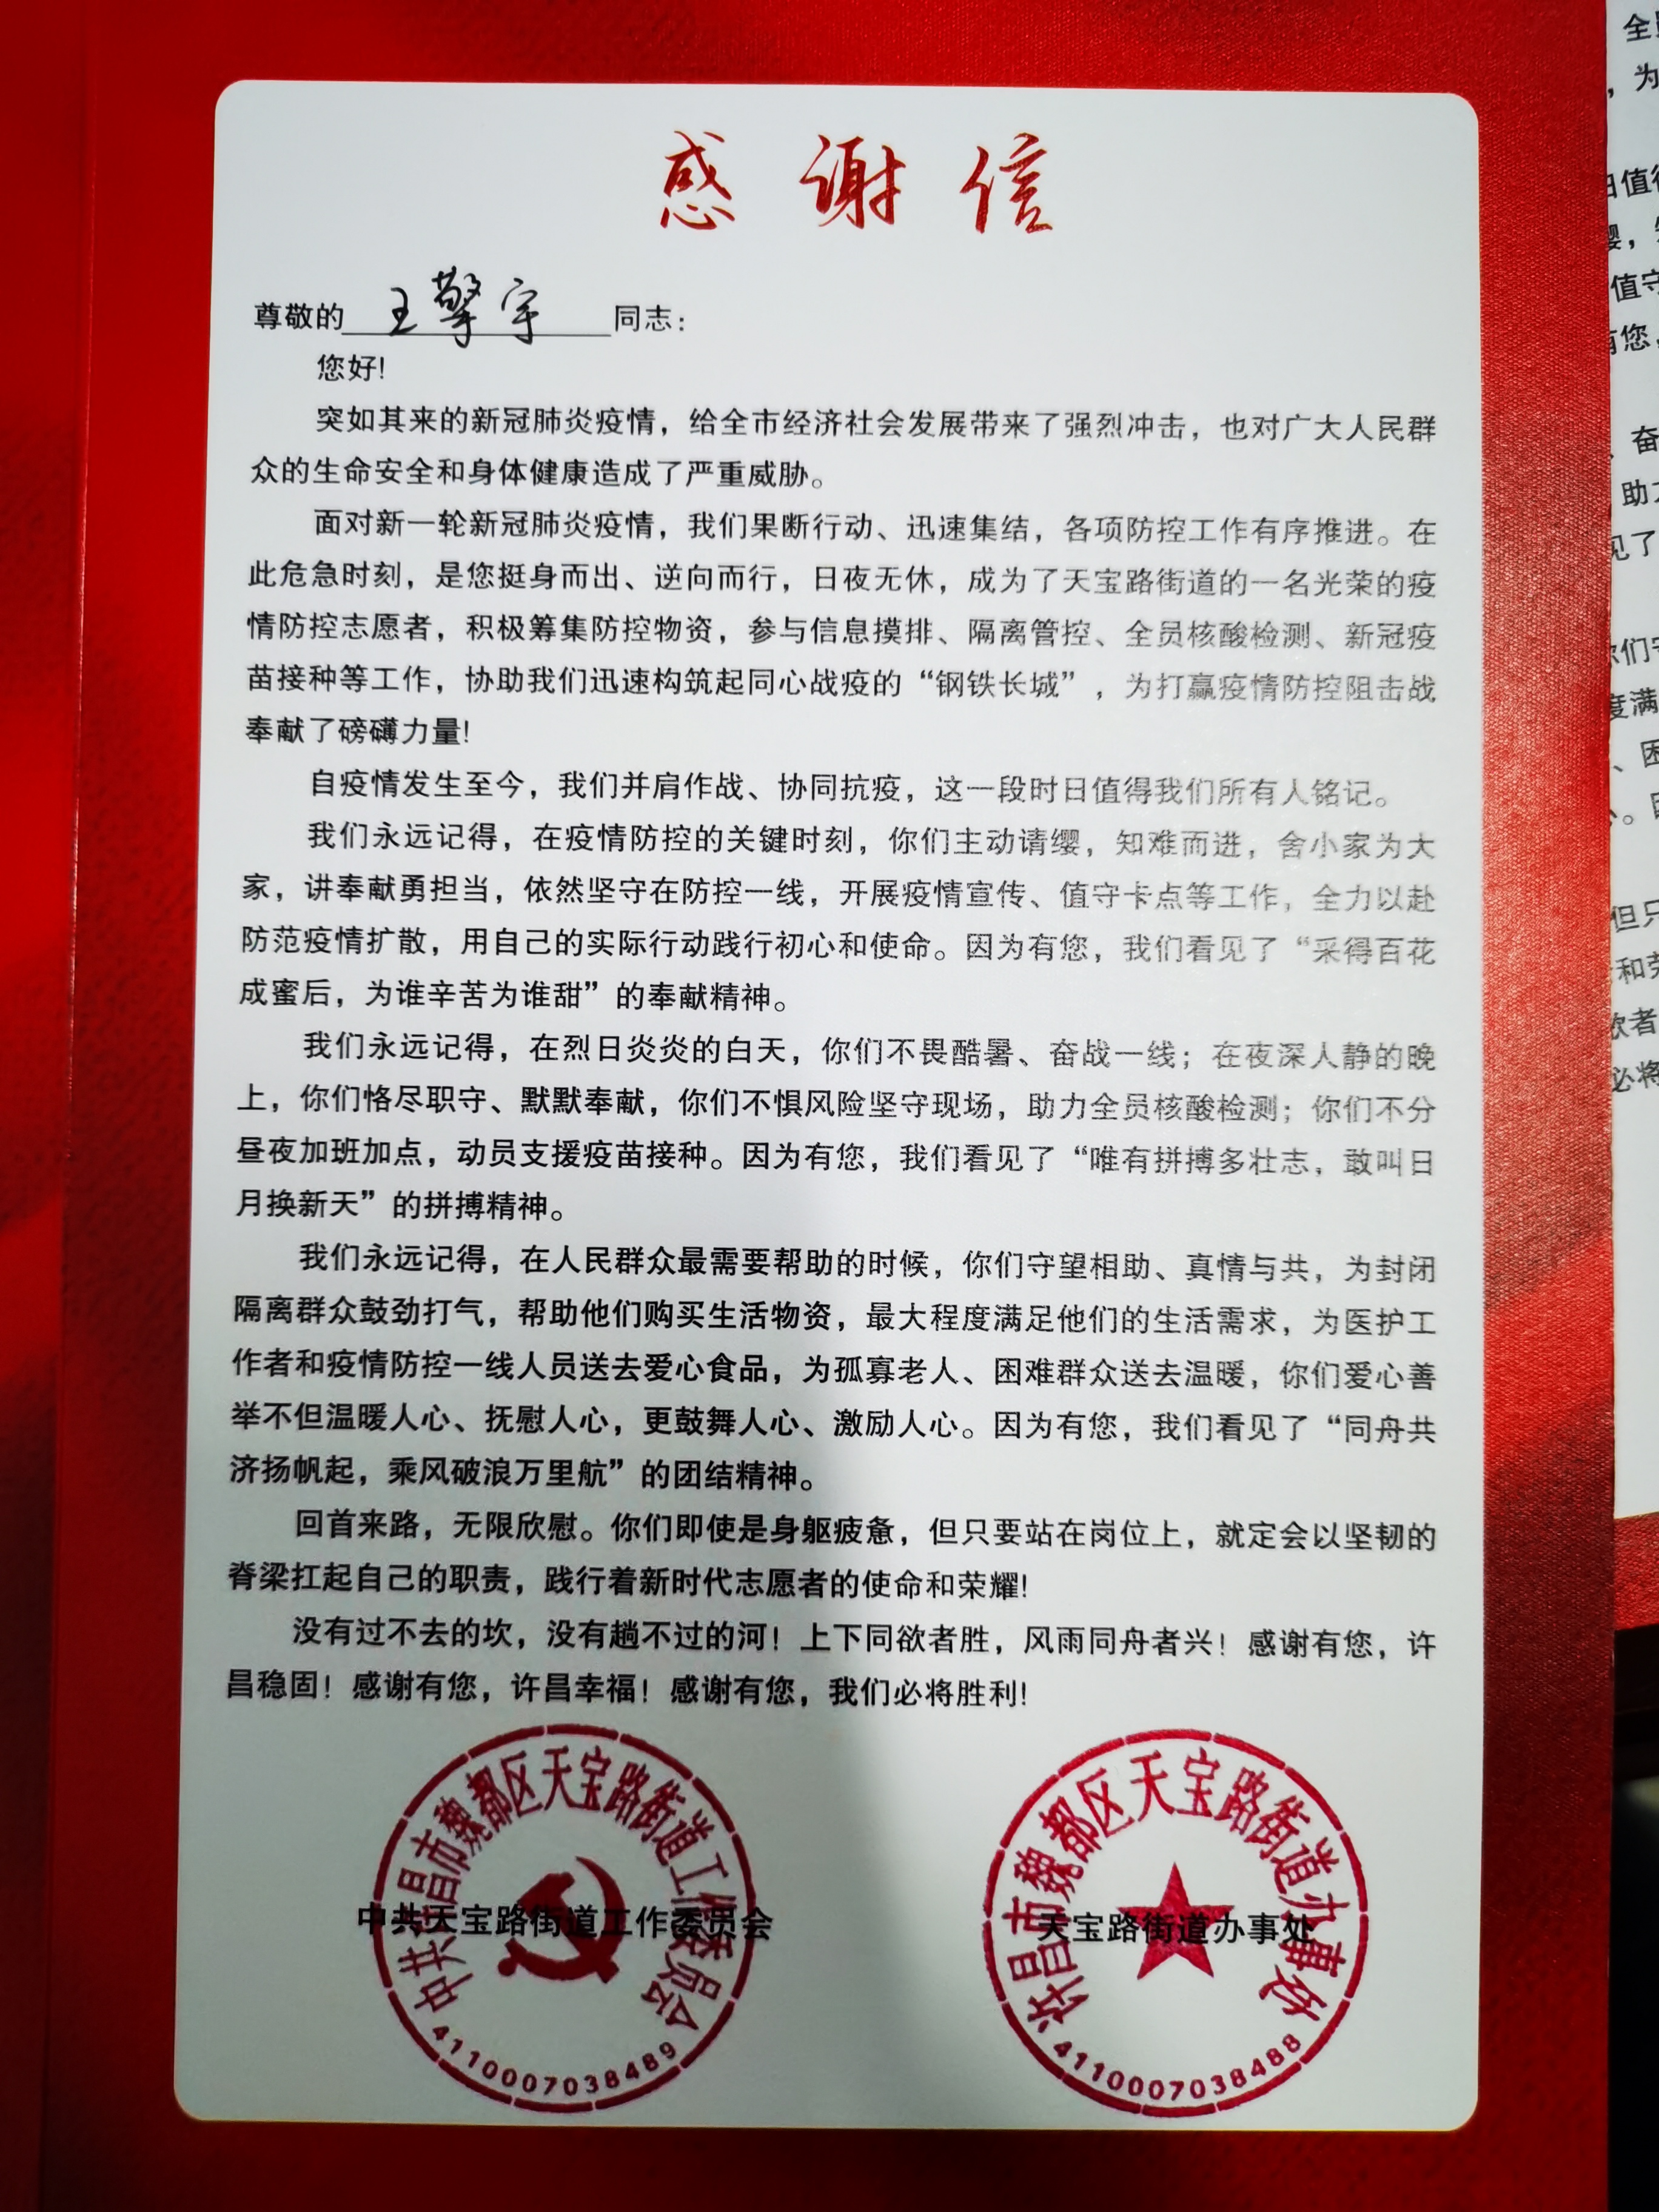 感谢信
尊敬的 王擎宇 同志：
您好！
突如其来的新冠肺炎疫情，给全市经济社会发展带来了强烈冲击，也对广大人民群
众的生命安全和身体健康造成了严重威胁。
面对新一轮新冠肺炎疫情，我们果断行动、迅速集结，各项防控工作有序推进。在
此危急时刻，是您挺身而出、逆向而行，日夜无休，成为了天宝路街道的一名光荣的疫
情防控志愿者，积极筹集防控物资，参与信息摸排、隔离管控、全员核酸检测、新冠疫
苗接种等工作，协助我们迅速构筑起同心战疫的“钢铁长城”，为打赢疫情防控阻击战
奉献了磅礴力量！
自疫情发生至今，我们并肩作战、协同抗疫，这一段时日值得我们所有人铭记。
我们永远记得，在疫情防控的关键时刻，你们主动请缨，知难而进，舍小家为大
家，讲奉献勇担当，依然坚守在防控一线，开展疫情宣传、值守卡点等工作，全力以赴
防范疫情扩散，用自己的实际行动践行初心和使命。因为有您，我们看见了“采得百花
成蜜后，为谁辛苦为谁甜”的奉献精神。
我们永远记得，在烈日炎炎的白天，你们不畏酷暑、奋战一线；在夜深人静的晚
上，你们恪尽职守、默默奉献，你们不惧风险坚守现场，助力全员核酸检测；你们不分
昼夜加班加点，动员支援疫苗接种。因为有您，我们看见了“唯有拼搏多壮志，敢叫日
月换新天”的拼搏精神。
我们永远记得，在人民群众最需要帮助的时候，你们守望相助、真情与共，为封闭
隔离群众鼓劲打气，帮助他们购买生活物资，最大程度满足他们的生活需求，为医护工
作者和疫情防控一线人员送去爱心食品，为孤寡老人、困难群众送去温暖，你们爱心善
举不但温暖人心、抚慰人心，更鼓舞人心、激励人心。因为有您，我们看见了“同舟共
济扬帆起，乘风破浪万里航”的团结精神。
回首来路，无限欣慰。你们即使是身躯疲惫，但只要站在岗位上，就定会以坚韧的
脊梁扛起自己的职责，践行着新时代志愿者的使命和荣耀！
没有过不去的坎，没有趟不过的河！上下同欲者胜，风雨同舟者兴！感谢有您，许
昌稳固！感谢有您，许昌幸福！感谢有您，我们必将胜利！
中共天宝路街道工作委员会
天宝路街道办事处
中共许昌市魏都区天宝路街道工作委员会
4110007038489
许昌市魏都区天宝路街道办事处
4110007038488